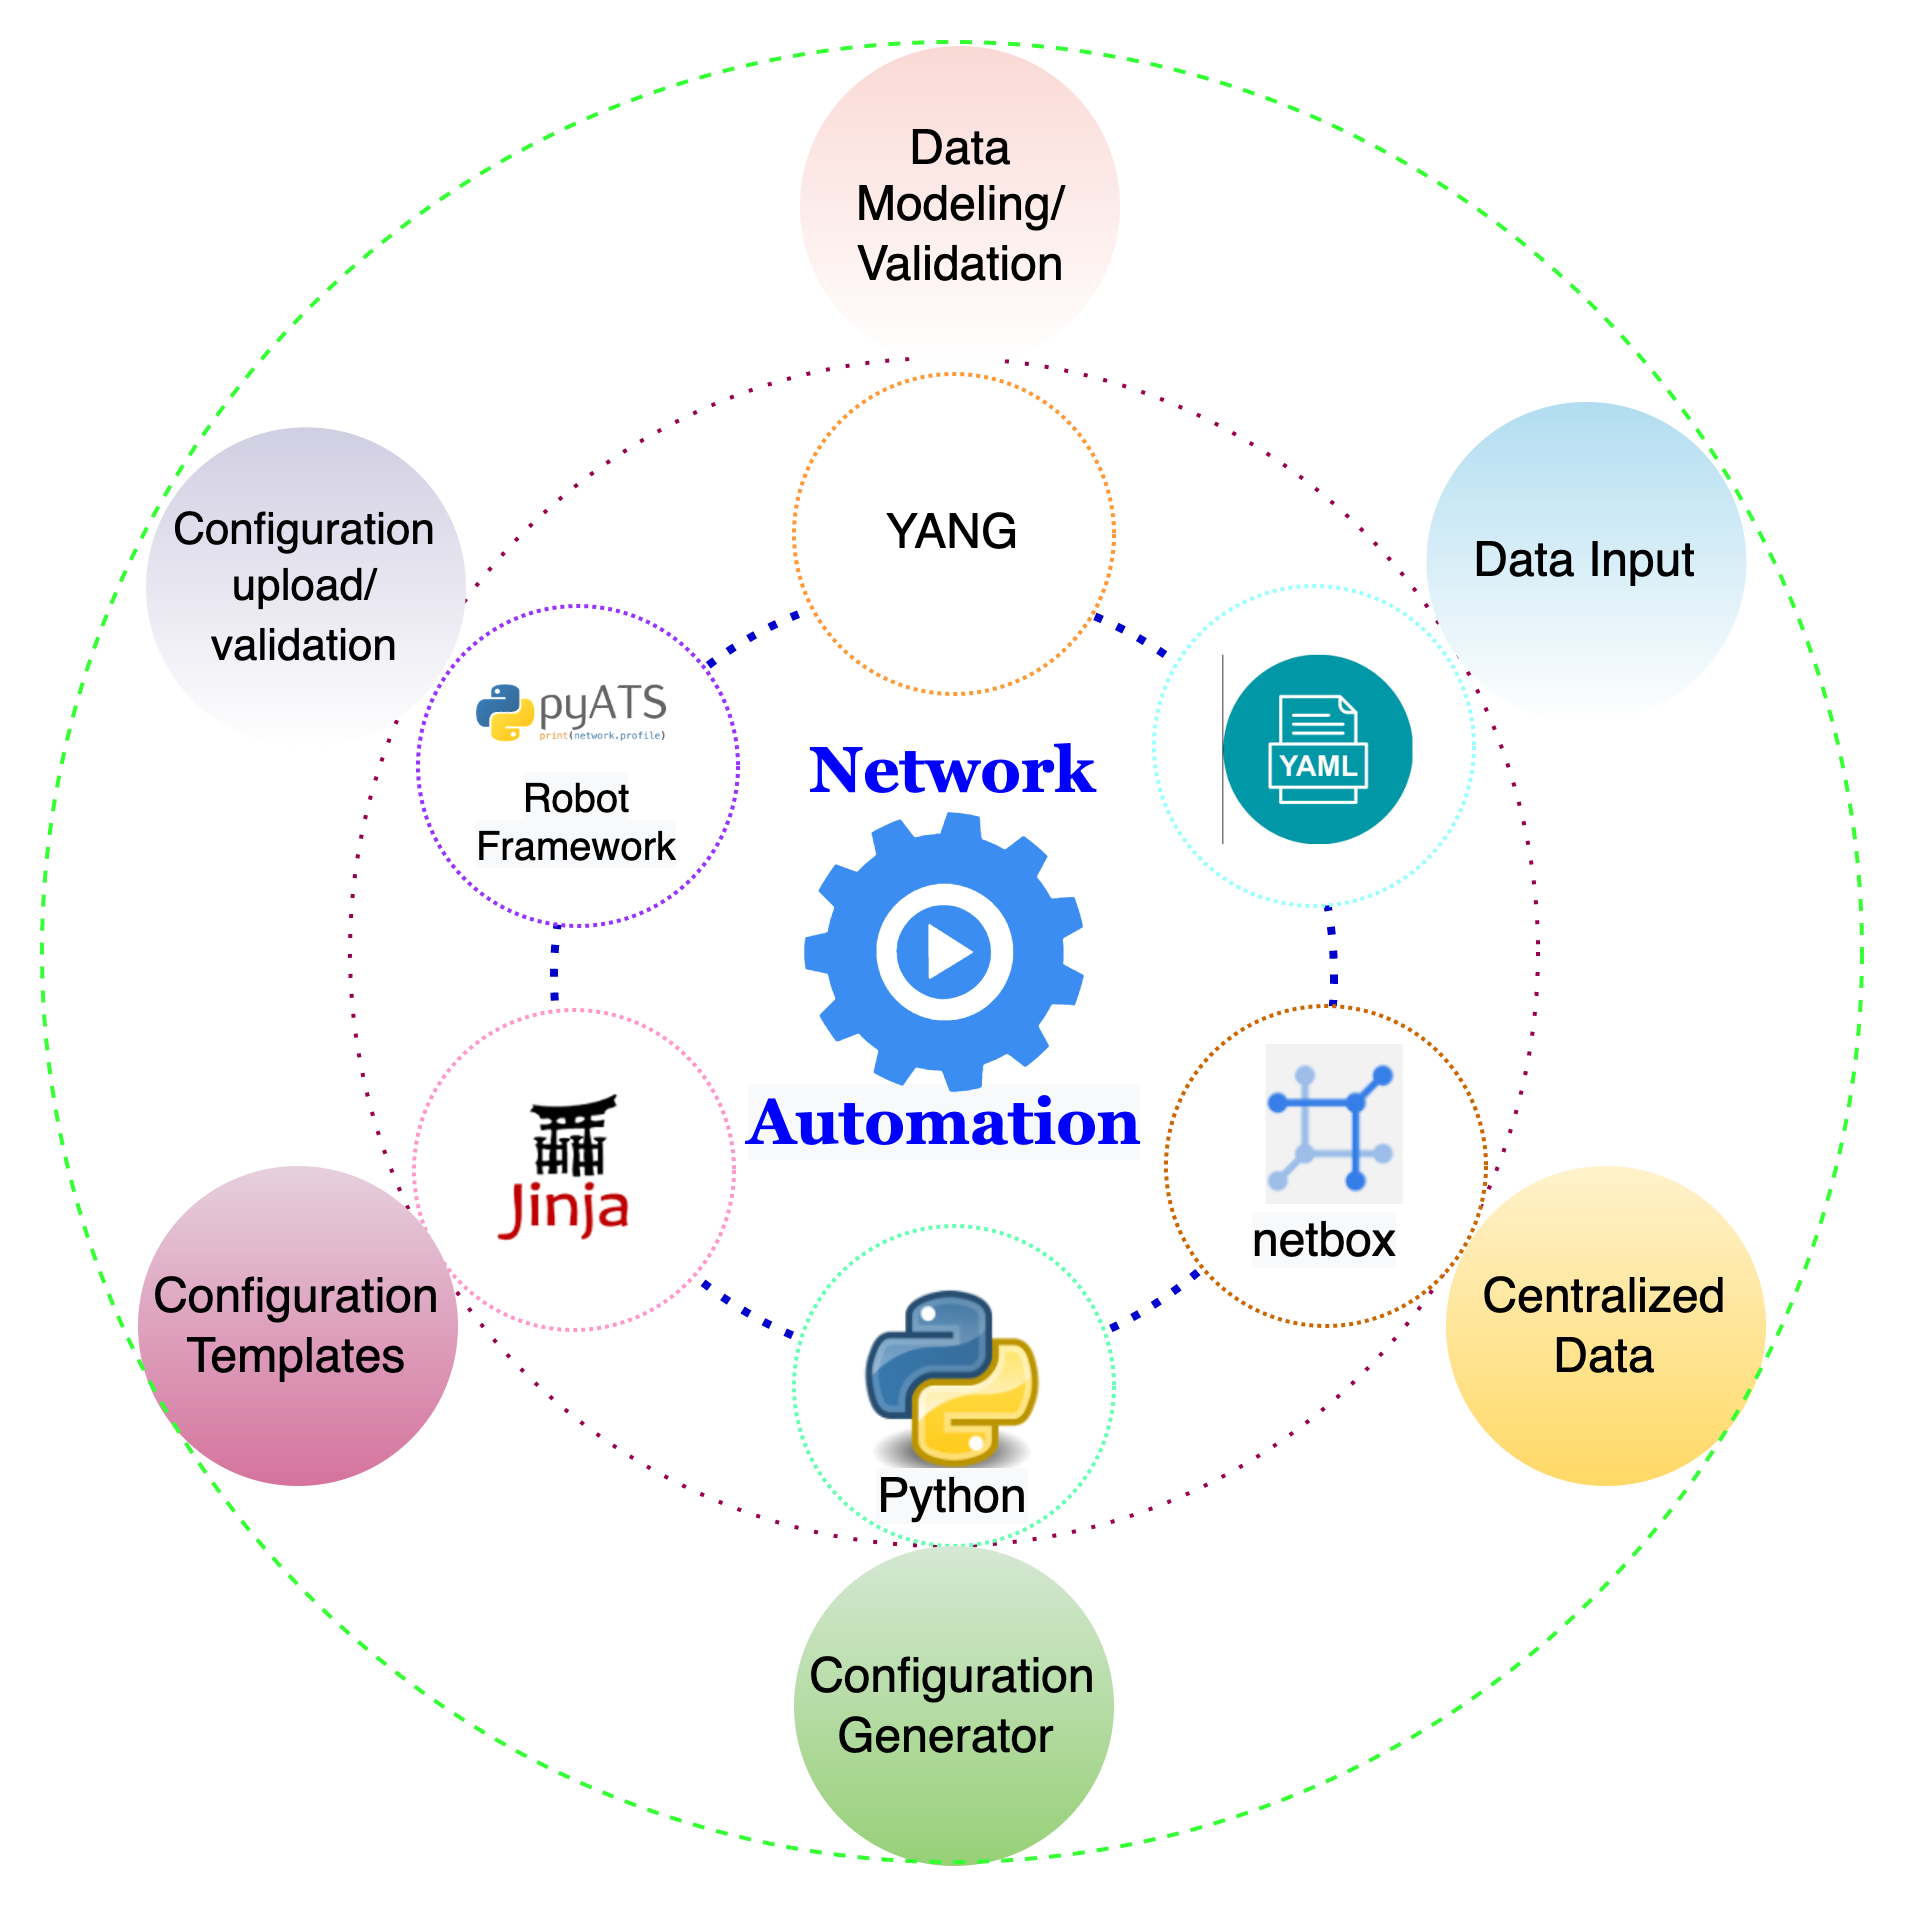 Data
Modeling/
Validation
Data Input
Configuration
upload/
validation
YANG
pyATS
print(network.profile)
Robot
Framework
YAML
Network
Automation
Jinja
netbox
Python
Configuration
Templates
Centralized
Data
Configuration
Generator